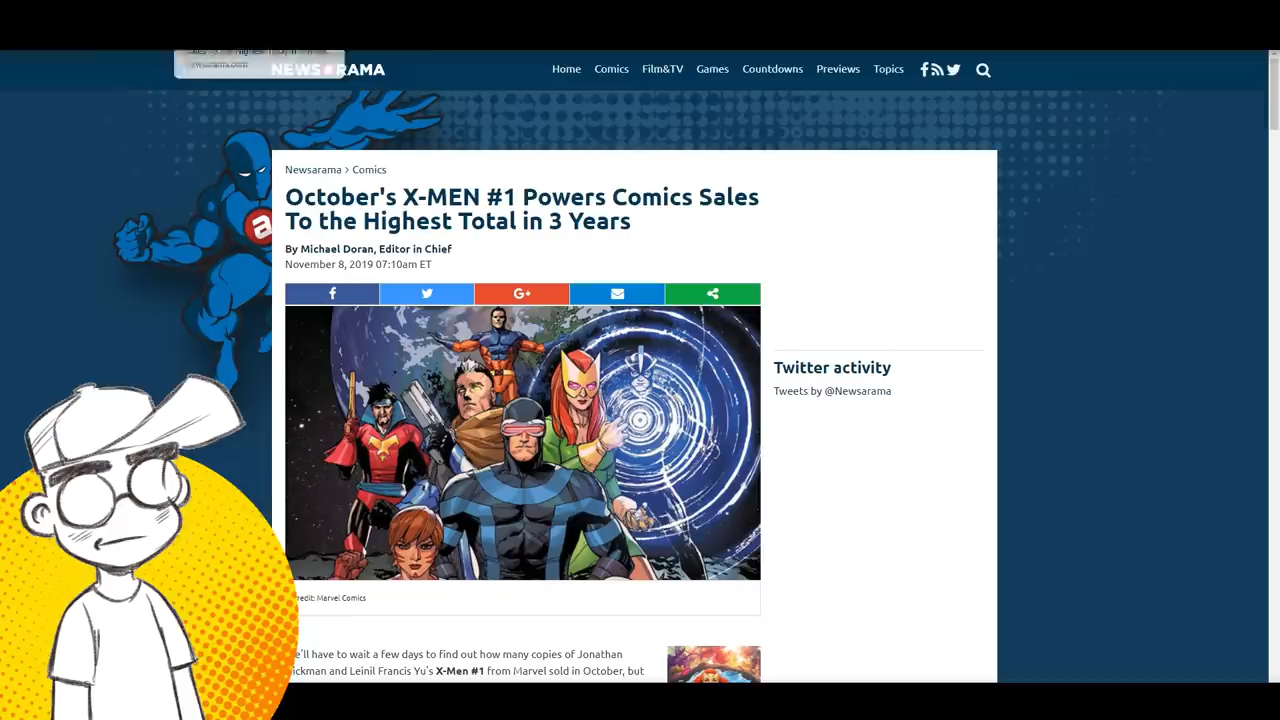 NEWS RAMA
Home Comics Film&TV Games Countdowns Previews Topics
Newsarama > Comics
October's X-MEN #1 Powers Comics Sales
To the Highest Total in 3 Years
By Michael Doran, Editor in Chief
November 8, 2019 07:10am ET
G+
Twitter activity
Tweets by @Newsarama
a
redit: Marvel Comics
'll have to wait a few days to find out how many copies of Jonathan
ickman and Leinil Francis Yu's X-Men #1 from Marvel sold in October, but